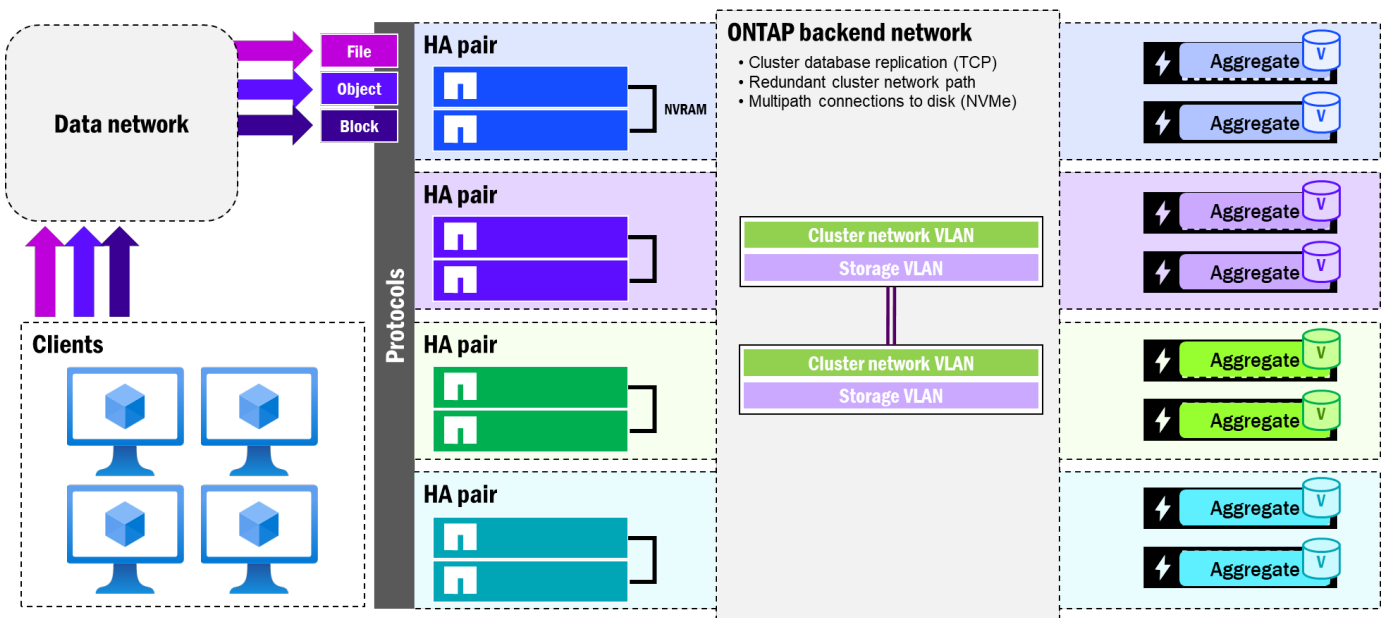 Data network
File
Object
Block
Clients
Protocols
HA pair
NVRAM
HA pair
HA pair
HA pair
ONTAP backend network
• Cluster database replication (TCP)
• Redundant cluster network path
• Multipath connections to disk (NVMe)
Cluster network VLAN
Storage VLAN
Cluster network VLAN
Storage VLAN
Aggregate V
Aggregate V
Aggregate V
Aggregate V
Aggregate V
Aggregate V
Aggregate V
Aggregate V